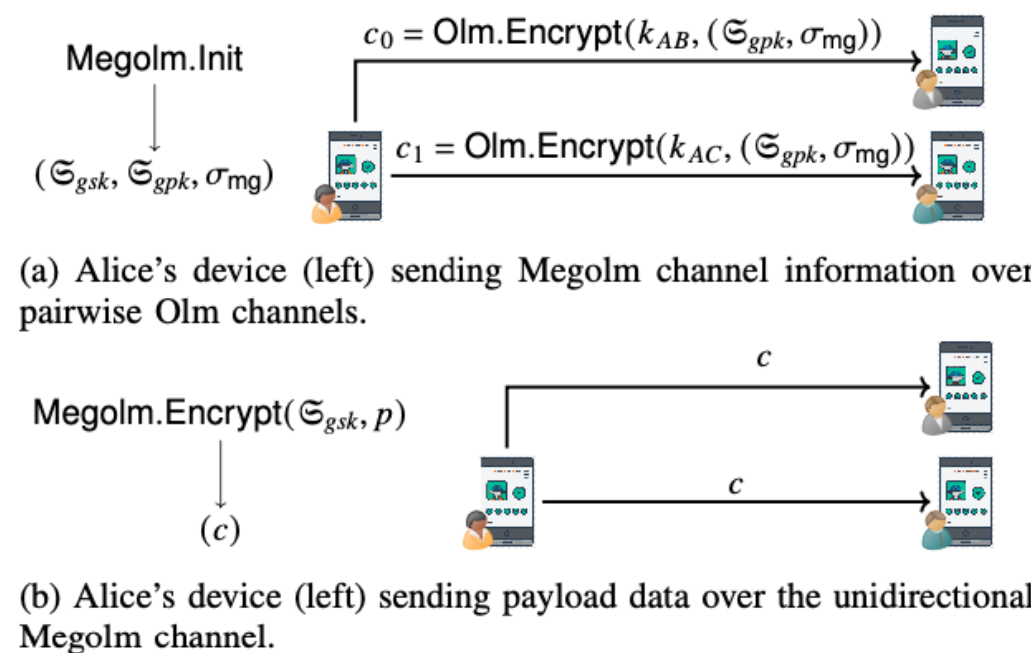 c₀ = Olm.Encrypt(k_AB, (𝔖_gpk, σ_mg))
Megolm.Init
c₁ = Olm.Encrypt(k_AC, (𝔖_gpk, σ_mg))
(𝔖_gsk, 𝔖_gpk, σ_mg)
(a) Alice’s device (left) sending Megolm channel information over
pairwise Olm channels.
c
Megolm.Encrypt(𝔖_gsk, p)
c
(c)
(b) Alice’s device (left) sending payload data over the unidirectional
Megolm channel.